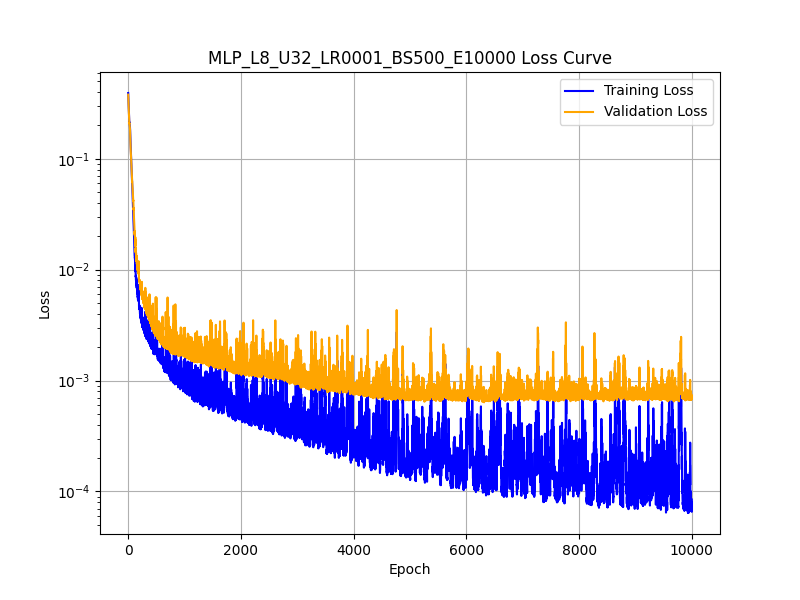 MLP_L8_U32_LR0001_BS500_E10000 Loss Curve
Training Loss
Validation Loss
10⁻¹
10⁻²
10⁻³
10⁻⁴
Loss
0 2000 4000 6000 8000 10000
Epoch